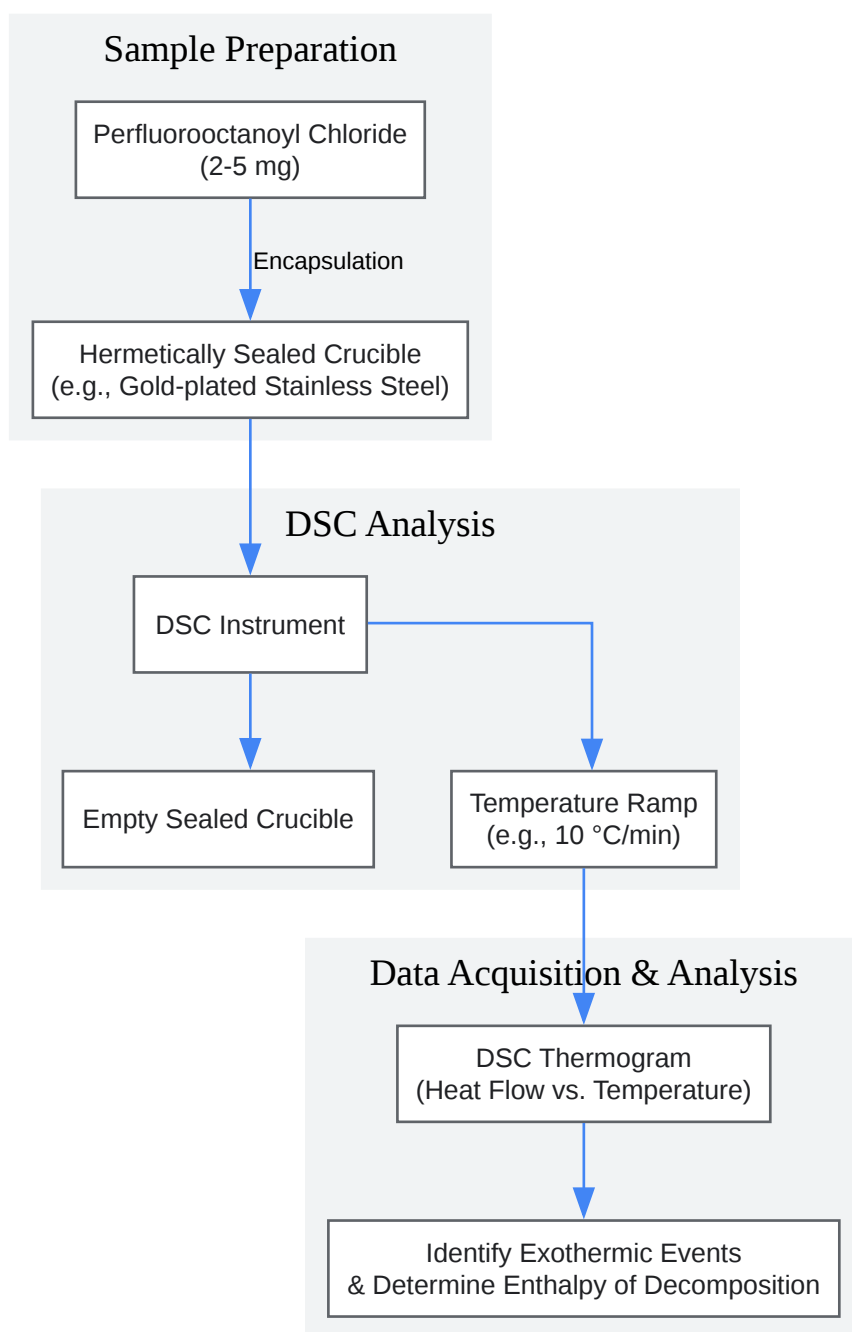 Sample Preparation
Perfluorooctanoyl Chloride
(2-5 mg)
Encapsulation
Hermetically Sealed Crucible
(e.g., Gold-plated Stainless Steel)
DSC Analysis
DSC Instrument
Empty Sealed Crucible
Temperature Ramp
(e.g., 10 °C/min)
Data Acquisition & Analysis
DSC Thermogram
(Heat Flow vs. Temperature)
Identify Exothermic Events
& Determine Enthalpy of Decomposition